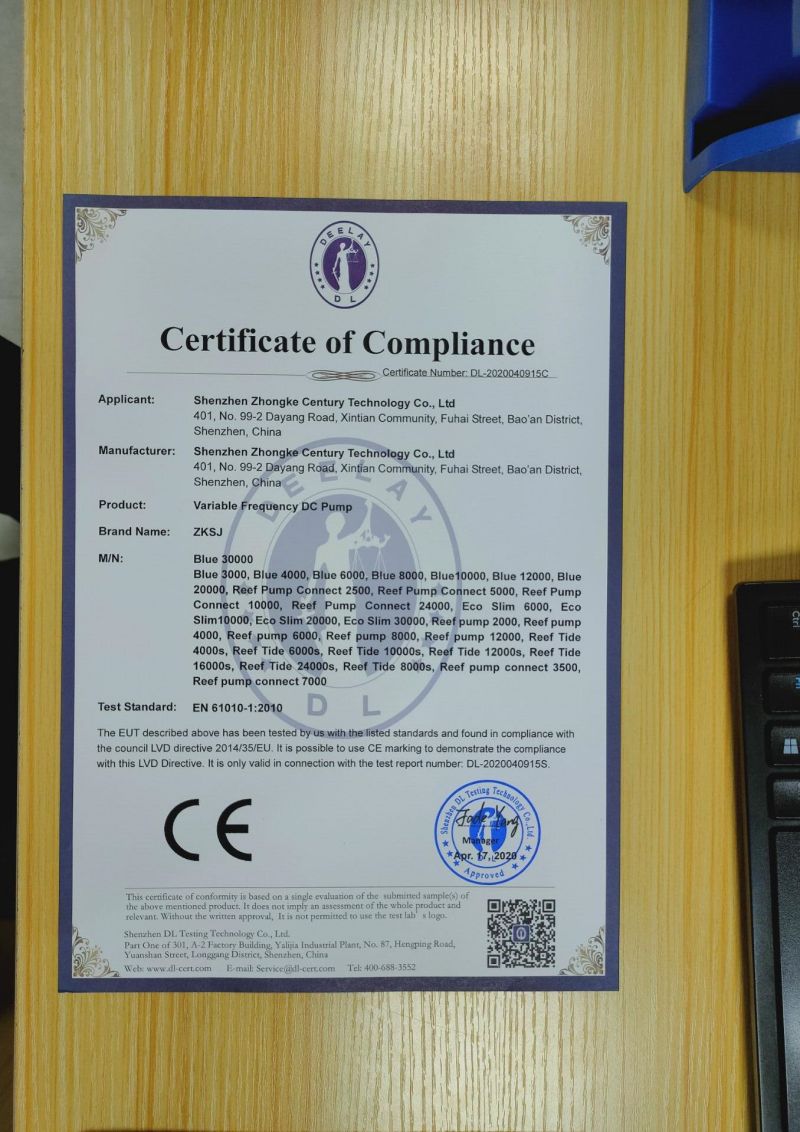 DEELAY
DL
Certificate of Compliance
Certificate Number: DL-2020040915C
Applicant: Shenzhen Zhongke Century Technology Co., Ltd
401, No. 99-2 Dayang Road, Xintian Community, Fuhai Street, Bao'an District,
Shenzhen, China
Manufacturer: Shenzhen Zhongke Century Technology Co., Ltd
401, No. 99-2 Dayang Road, Xintian Community, Fuhai Street, Bao'an District,
Shenzhen, China
DEELAY
Product: Variable Frequency DC Pump
Brand Name: ZKSJ
M/N: Blue 30000
Blue 3000, Blue 4000, Blue 6000, Blue 8000, Blue10000, Blue 12000, Blue
20000, Reef Pump Connect 2500, Reef Pump Connect 5000, Reef Pump
Connect 10000, Reef Pump Connect 24000, Eco Slim 6000, Eco
Slim10000, Eco Slim 20000, Eco Slim 30000, Reef pump 2000, Reef pump
4000, Reef pump 6000, Reef pump 8000, Reef pump 12000, Reef Tide
4000s, Reef Tide 6000s, Reef Tide 10000s, Reef Tide 12000s, Reef Tide
16000s, Reef Tide 24000s, Reef Tide 8000s, Reef pump connect 3500,
Reef pump connect 7000
DL
Test Standard: EN 61010-1:2010
The EUT described above has been tested by us with the listed standards and found in compliance with
the council LVD directive 2014/35/EU. It is possible to use CE marking to demonstrate the compliance
with this LVD Directive. It is only valid in connection with the test report number: DL-2020040915S.
CE
Shenzhen DL Testing Technology Co., Ltd.
Jade Yang
Manager
Apr. 17, 2020
DL
Approved
This certificate of conformity is based on a single evaluation of the submitted sample(s) of
the above mentioned product. It does not imply an assessment of the whole product and
relevant. Without the written approval, It is not permitted to use the test lab's logo.
Shenzhen DL Testing Technology Co., Ltd.
Part One of 301, A-2 Factory Building, Yalijia Industrial Plant, No. 87, Hengping Road,
Yuanshan Street, Longgang District, Shenzhen, China
Web: www.dl-cert.com E-mail: Service@dl-cert.com Tel: 400-688-3552
Ctrl